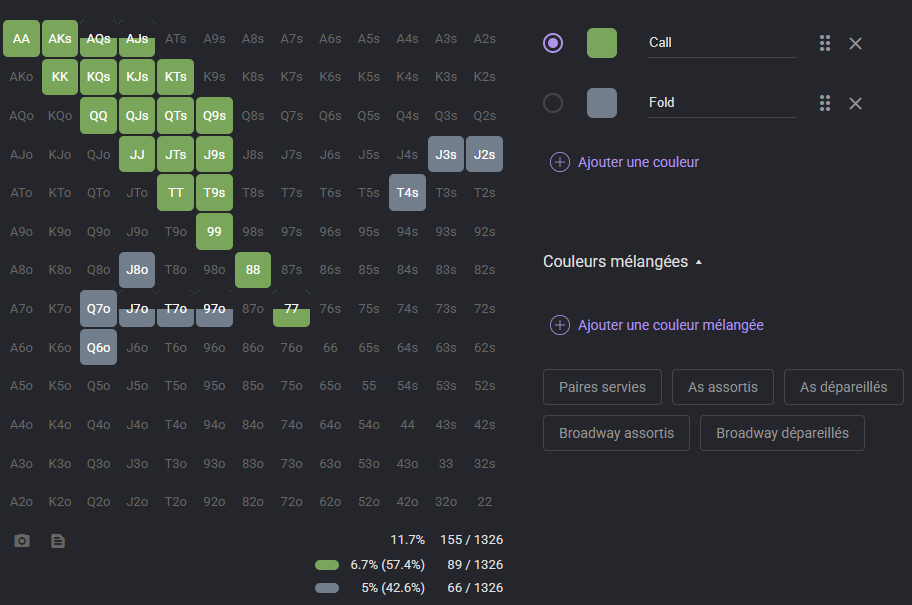 AA AKs AQs AJs ATs A9s A8s A7s A6s A5s A4s A3s A2s
Call
AKo KK KQs KJs KTs K9s K8s K7s K6s K5s K4s K3s K2s
AQo KQo QQ QJs QTs Q9s Q8s Q7s Q6s Q5s Q4s Q3s Q2s
Fold
AJo KJo QJo JJ JTs J9s J8s J7s J6s J5s J4s J3s J2s
Ajouter une couleur
ATo KTo QTo JTo TT T9s T8s T7s T6s T5s T4s T3s T2s
A9o K9o Q9o J9o T9o 99 98s 97s 96s 95s 94s 93s 92s
Couleurs mélangées
A8o K8o Q8o J8o T8o 98o 88 87s 86s 85s 84s 83s 82s
A7o K7o Q7o J7o T7o 97o 87o 77 76s 75s 74s 73s 72s
Ajouter une couleur mélangée
A6o K6o Q6o J6o T6o 96o 86o 76o 66 65s 64s 63s 62s
A5o K5o Q5o J5o T5o 95o 85o 75o 65o 55 54s 53s 52s
Paires servies As assortis As dépareillés
A4o K4o Q4o J4o T4o 94o 84o 74o 64o 54o 44 43s 42s
Broadway assortis Broadway dépareillés
A3o K3o Q3o J3o T3o 93o 83o 73o 63o 53o 43o 33 32s
A2o K2o Q2o J2o T2o 92o 82o 72o 62o 52o 42o 32o 22
11.7% 155 / 1326
6.7% (57.4%) 89 / 1326
5% (42.6%) 66 / 1326